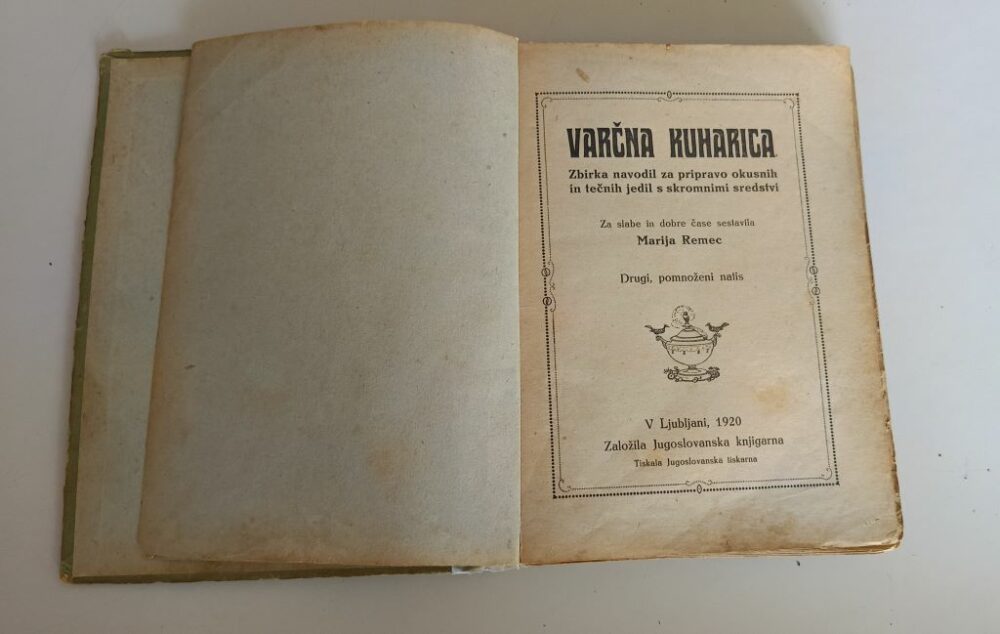 VARČNA KUHARICA
Zbirka navodil za pripravo okusnih
in tečnih jedil s skromnimi sredstvi
Za slabe in dobre čase sestavila
Marija Remec
Drugi, pomnoženi natis
V Ljubljani, 1920
Založila Jugoslovanska knjigarna
Tiskala Jugoslovanska tiskarna